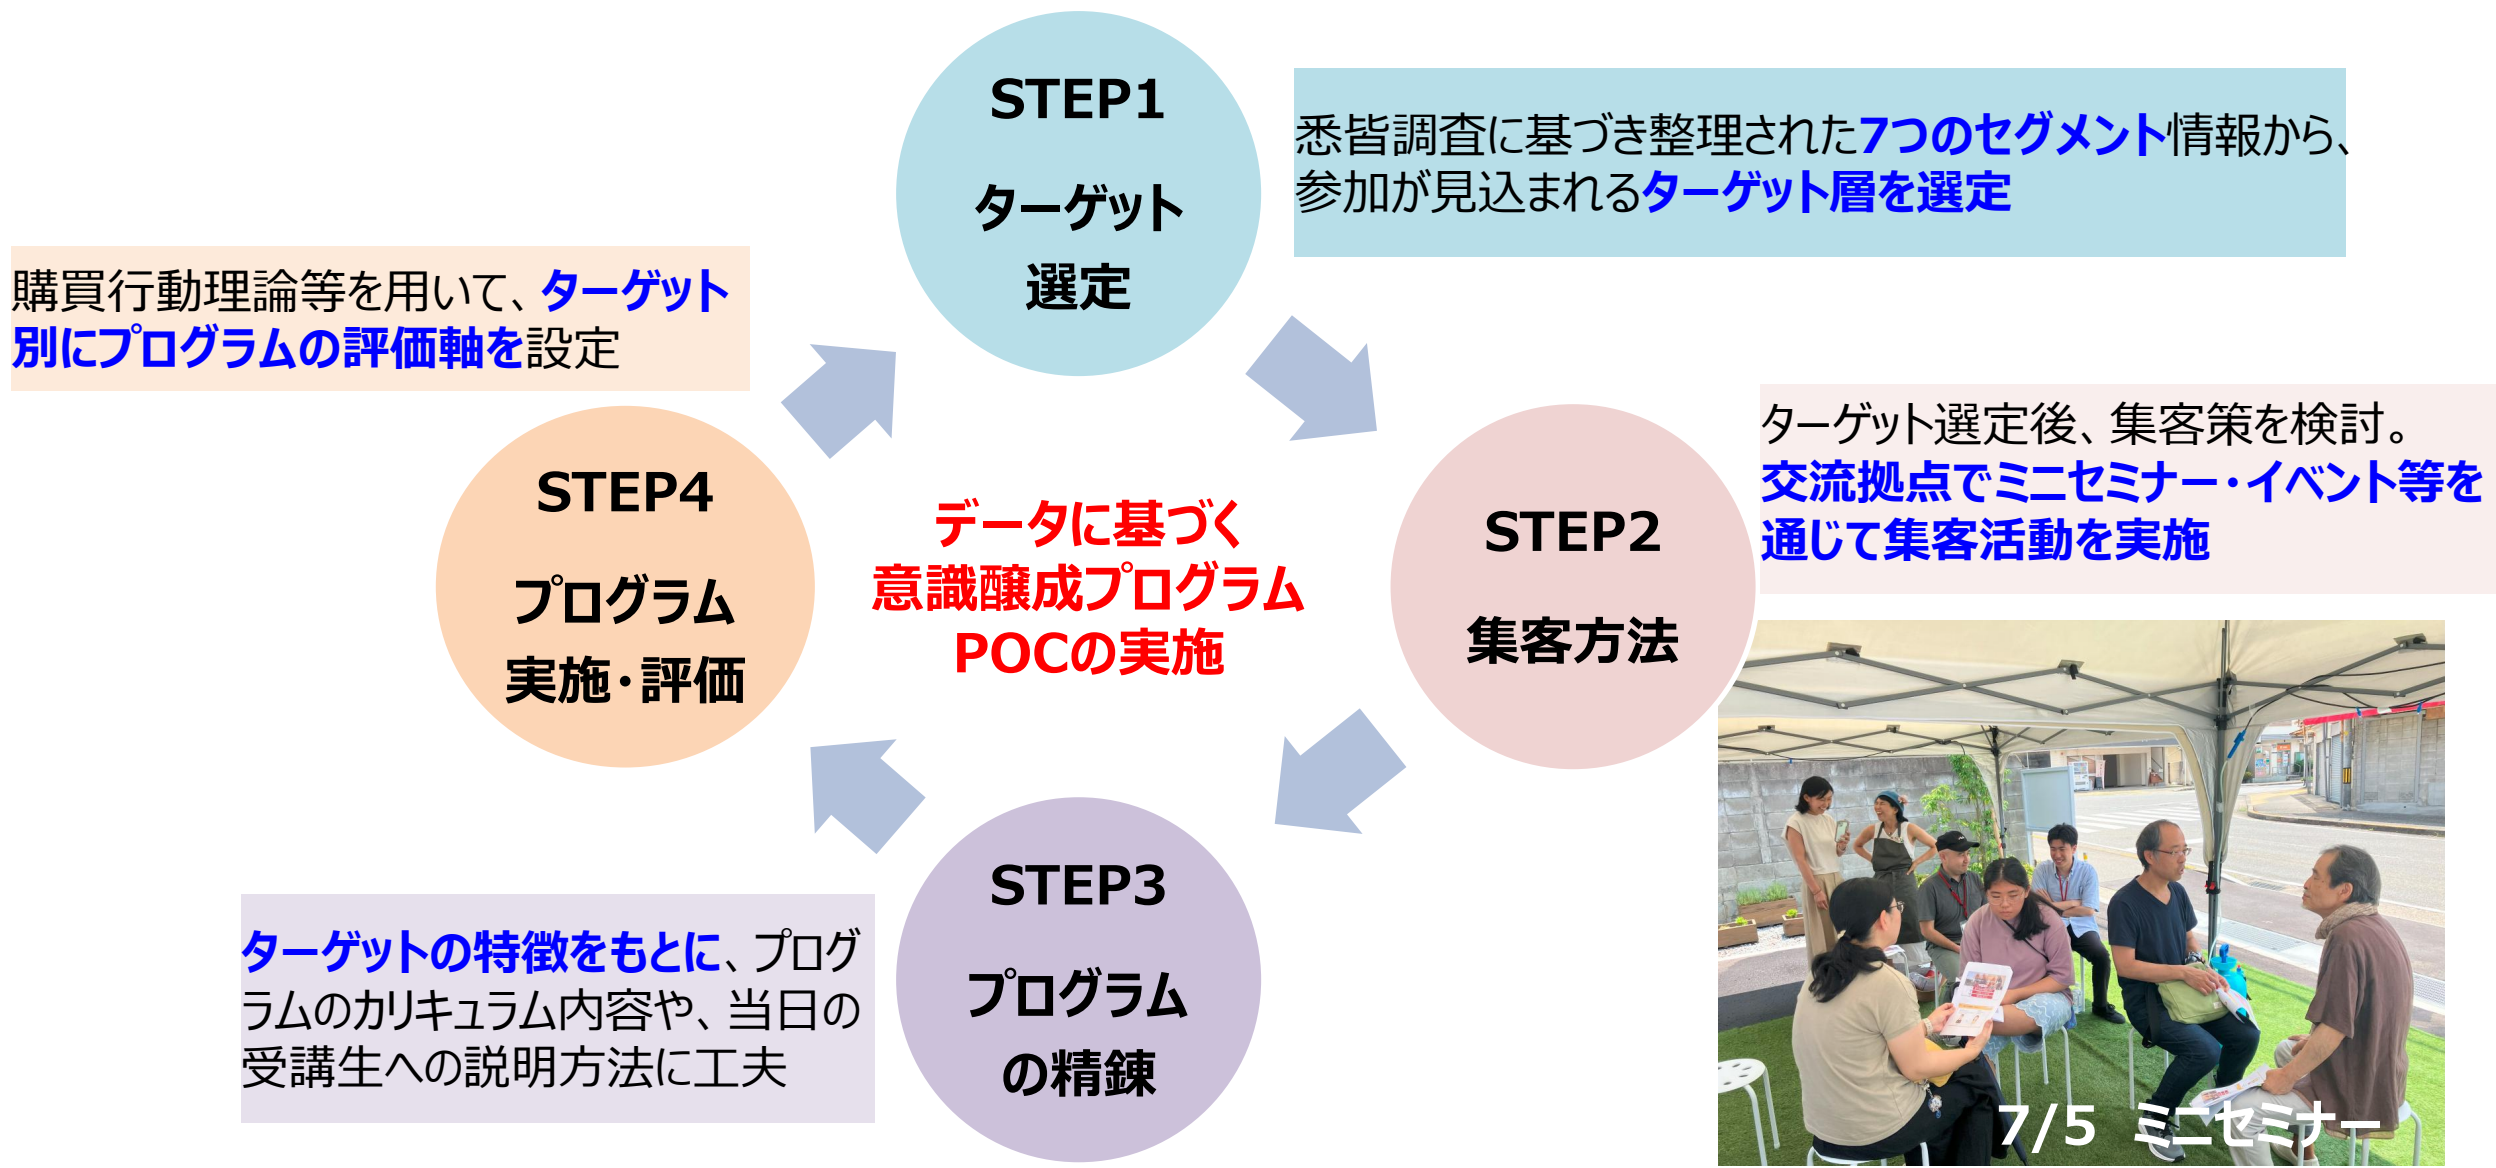 STEP1
ターゲット
選定
悉皆調査に基づき整理された7つのセグメント情報から、
参加が見込まれるターゲット層を選定
STEP2
集客方法
ターゲット選定後、集客策を検討。
交流拠点でミニセミナー・イベント等を
通じて集客活動を実施
7/5 ミニセミナー
STEP3
プログラム
の精錬
ターゲットの特徴をもとに、プログ
ラムのカリキュラム内容や、当日の
受講生への説明方法に工夫
STEP4
プログラム
実施・評価
購買行動理論等を用いて、ターゲット
別にプログラムの評価軸を設定
データに基づく
意識醸成プログラム
POCの実施